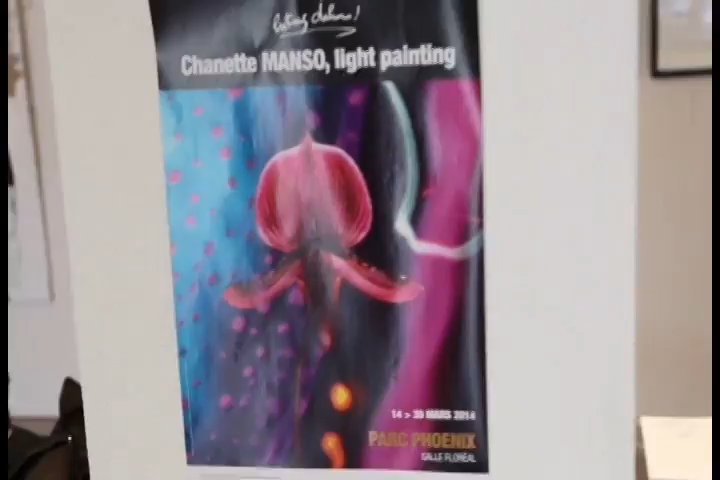 Chanette MANSO, light painting
14 > 30 MARS 2014
PARC PHOENIX
SALLE FLORÉAL